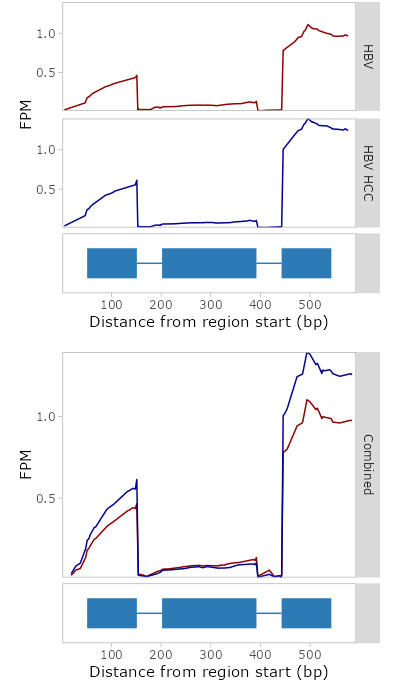 1.0
0.5
HBV
FPM
1.0
0.5
HBV HCC
100 200 300 400 500
Distance from region start (bp)
1.0
0.5
FPM
Combined
100 200 300 400 500
Distance from region start (bp)